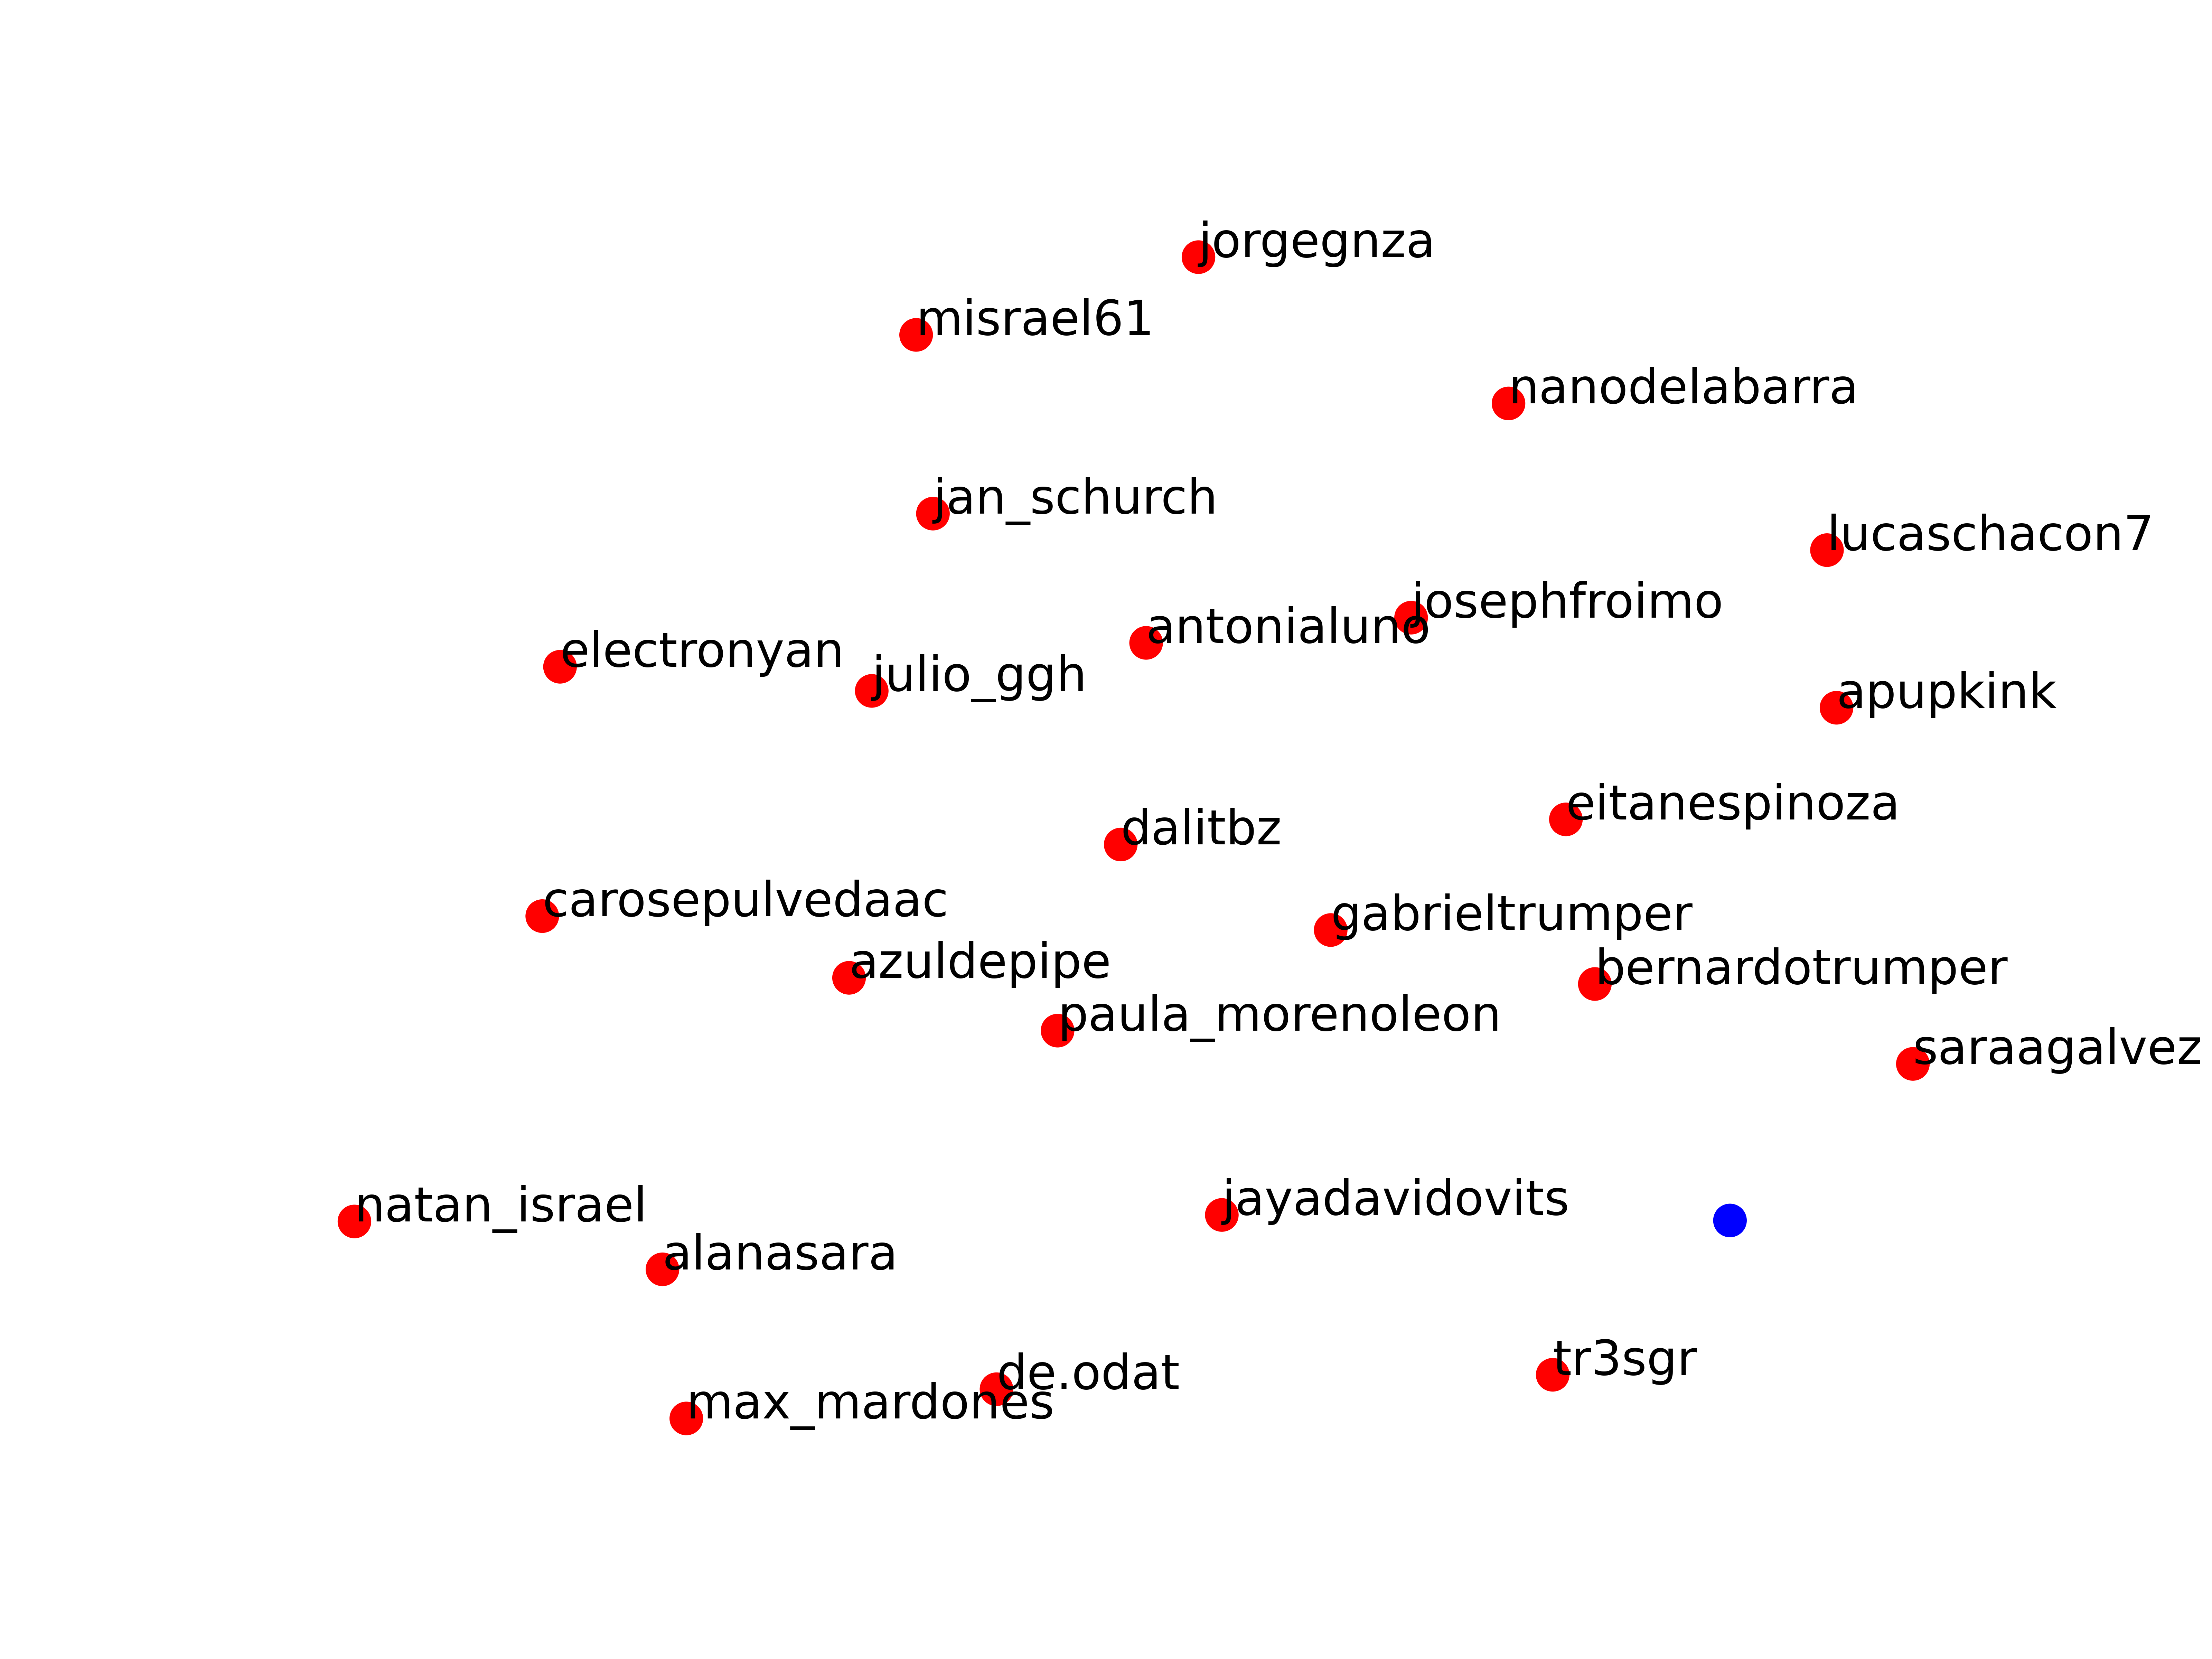 jorgegnza
misrael61
nanodelabarra
jan_schurch
lucaschacon7
josephfroimo
antonialuno
electronyan
julio_ggh
apupkink
eitanespinoza
dalitbz
carosepulvedaac
gabrieltrumper
azuldepipe
bernardotrumper
paula_morenoleon
saraagalvez
jayadavidovits
natan_israel
alanasara
tr3sgr
de.odat
max_mardones